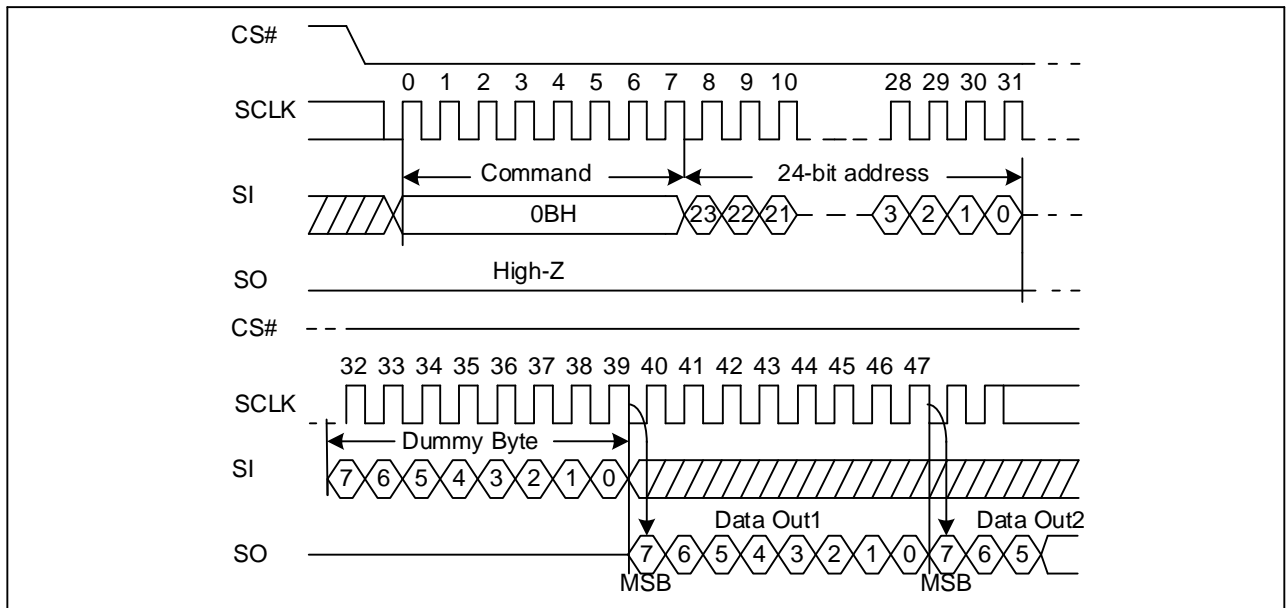 CS#
0 1 2 3 4 5 6 7 8 9 10 28 29 30 31
SCLK
Command 24-bit address
SI
0BH 23 22 21 3 2 1 0
High-Z
SO
CS#
32 33 34 35 36 37 38 39 40 41 42 43 44 45 46 47
SCLK
Dummy Byte
SI
7 6 5 4 3 2 1 0
Data Out1 Data Out2
SO
7 6 5 4 3 2 1 0 7 6 5
MSB MSB